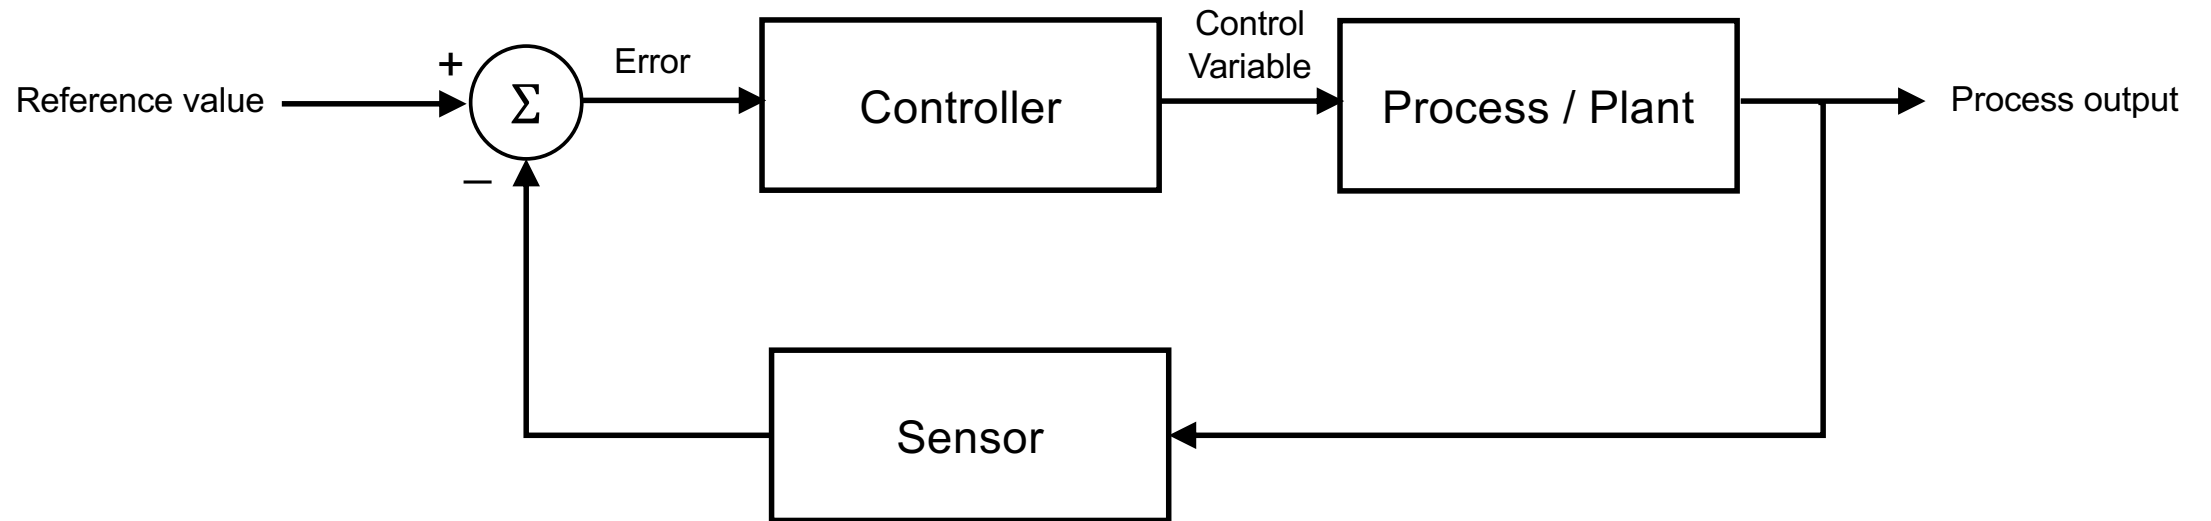 Reference value
+
–
Σ
Error
Controller
Control
Variable
Process / Plant
Process output
Sensor